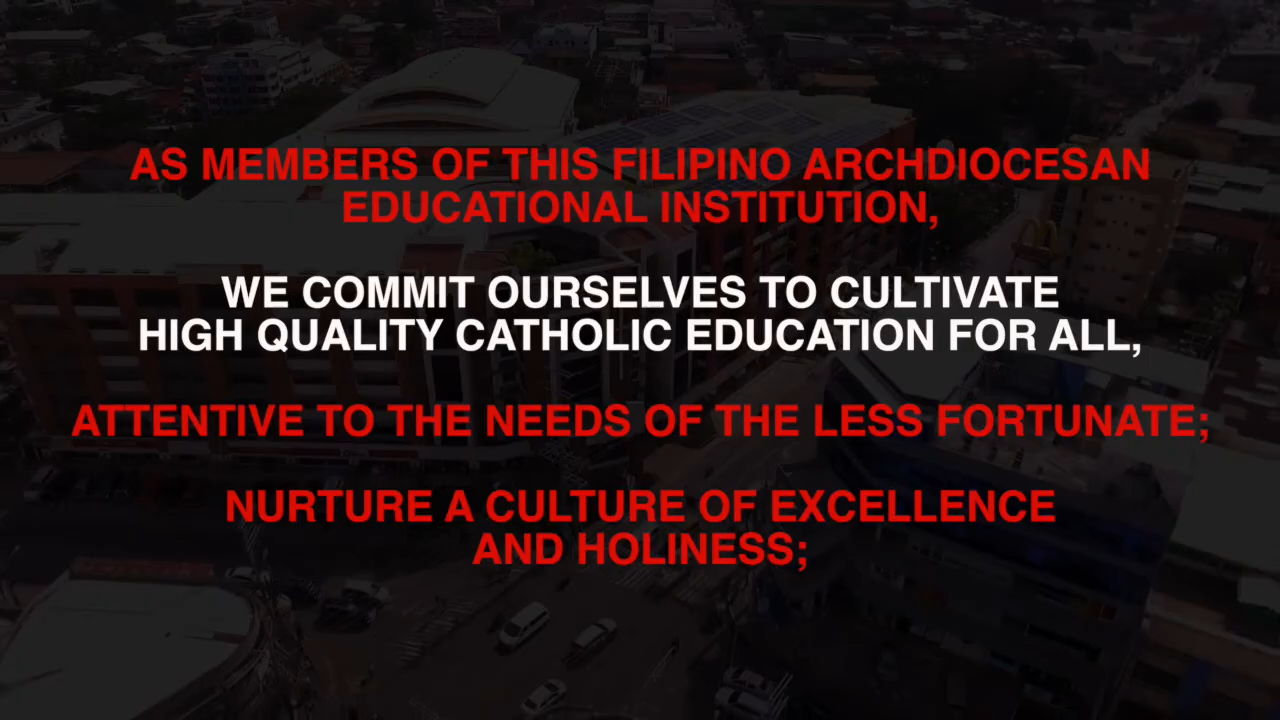 AS MEMBERS OF THIS FILIPINO ARCHDIOCESAN
EDUCATIONAL INSTITUTION,
WE COMMIT OURSELVES TO CULTIVATE
HIGH QUALITY CATHOLIC EDUCATION FOR ALL,
ATTENTIVE TO THE NEEDS OF THE LESS FORTUNATE;
NURTURE A CULTURE OF EXCELLENCE
AND HOLINESS;